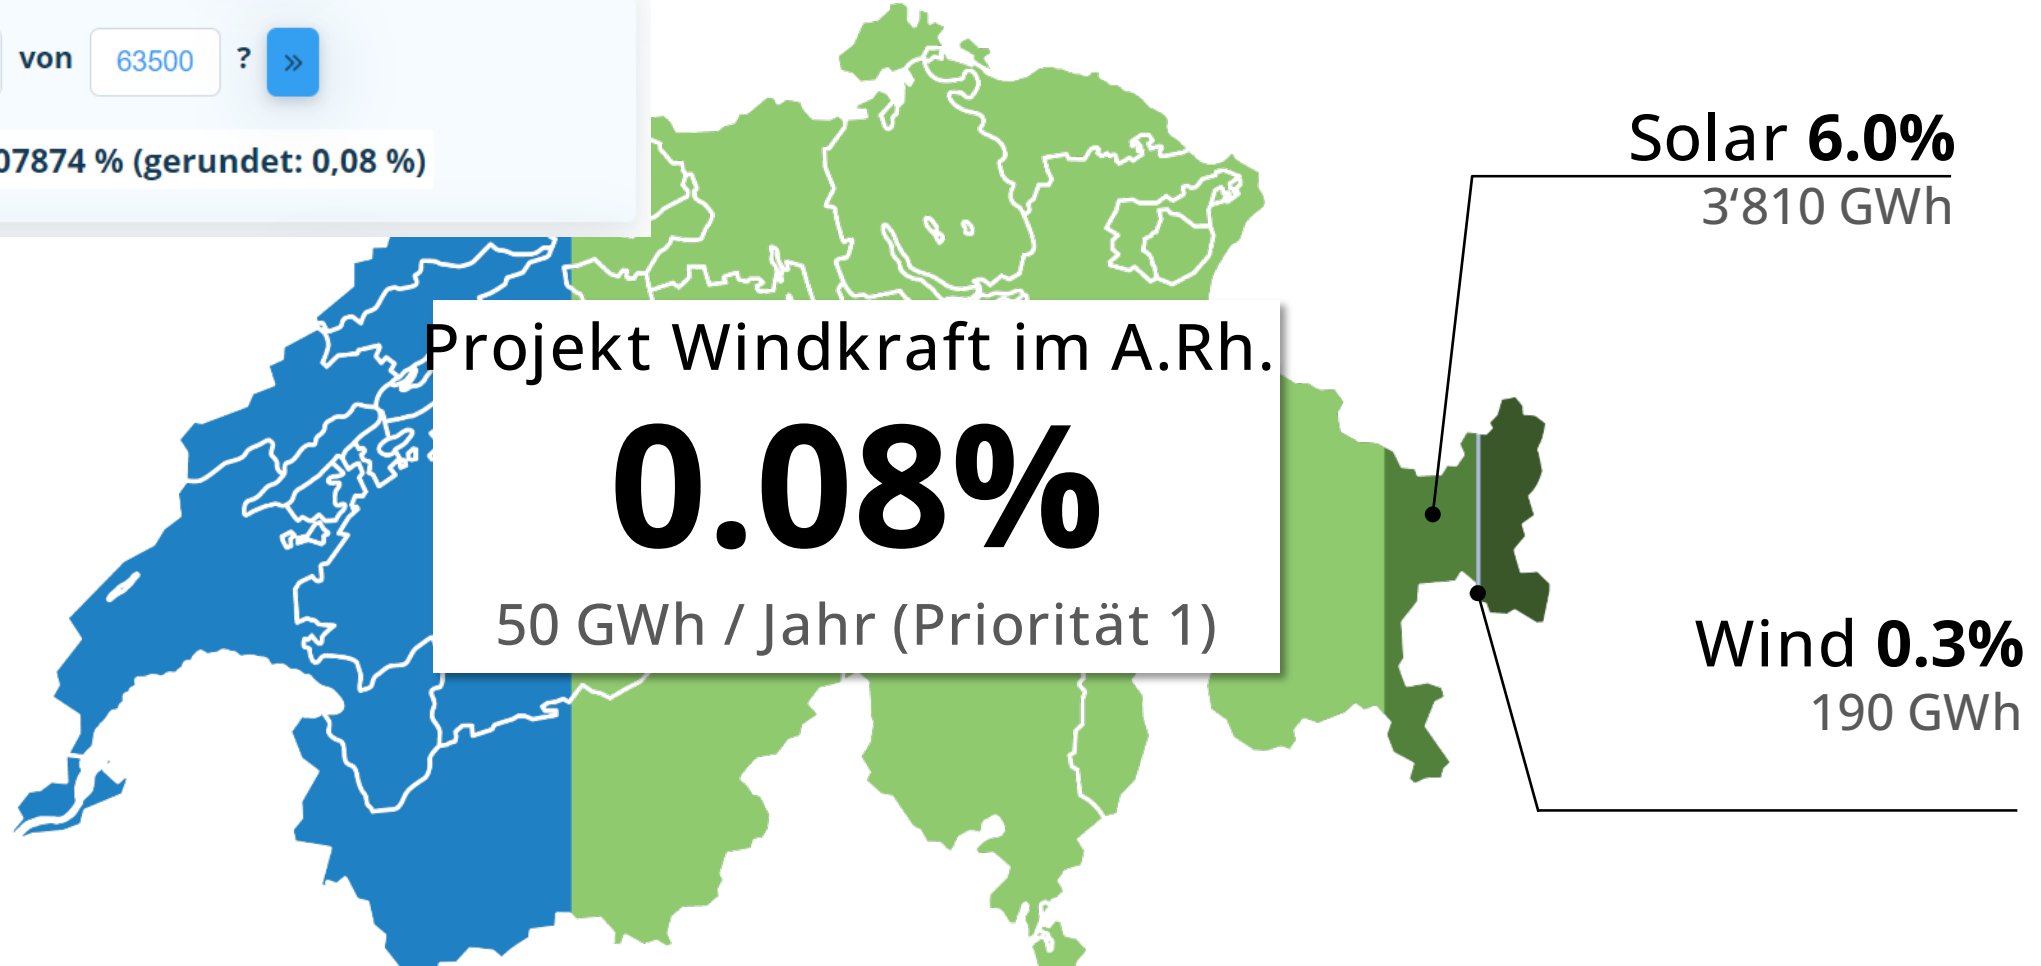 von 63500 ? »
07874 % (gerundet: 0,08 %)
Solar 6.0%
3‘810 GWh
Projekt Windkraft im A.Rh.
0.08%
50 GWh / Jahr (Priorität 1)
Wind 0.3%
190 GWh